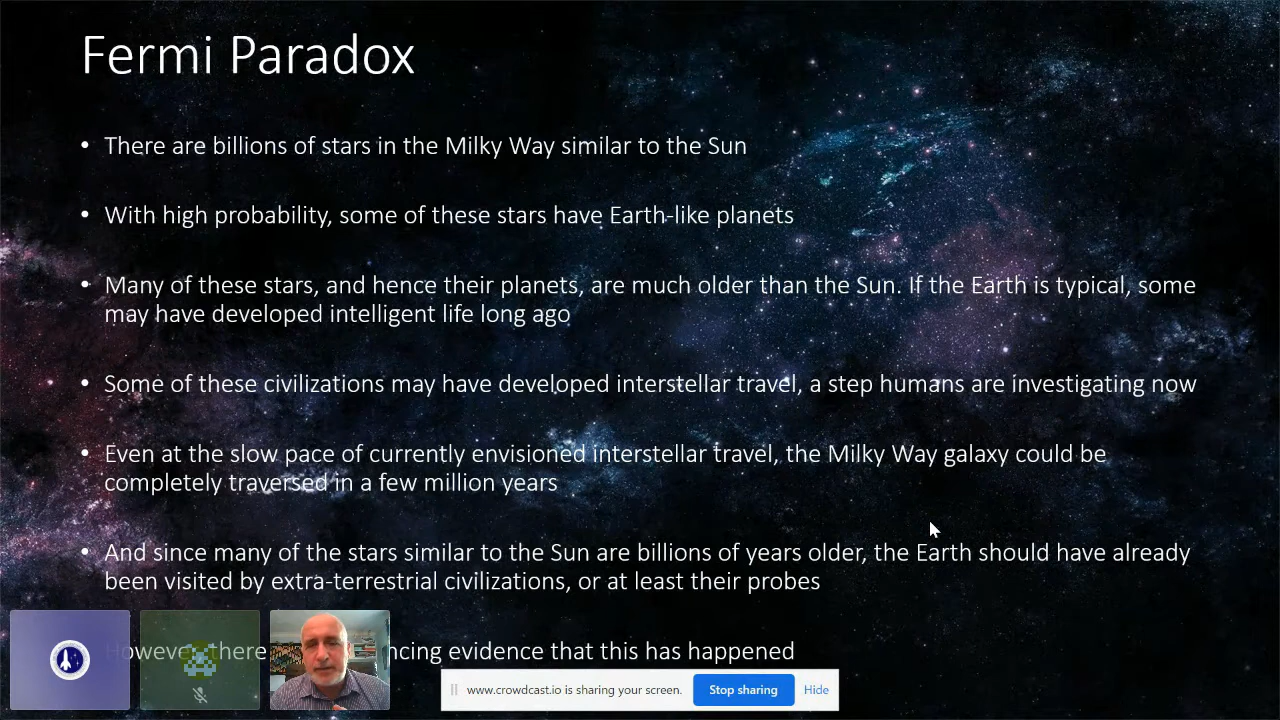 Fermi Paradox
• There are billions of stars in the Milky Way similar to the Sun
• With high probability, some of these stars have Earth-like planets
• Many of these stars, and hence their planets, are much older than the Sun. If the Earth is typical, some
may have developed intelligent life long ago
• Some of these civilizations may have developed interstellar travel, a step humans are investigating now
• Even at the slow pace of currently envisioned interstellar travel, the Milky Way galaxy could be
completely traversed in a few million years
• And since many of the stars similar to the Sun are billions of years older, the Earth should have already
been visited by extra-terrestrial civilizations, or at least their probes
However there ncing evidence that this has happened
www.crowdcast.io is sharing your screen.
Stop sharing
Hide